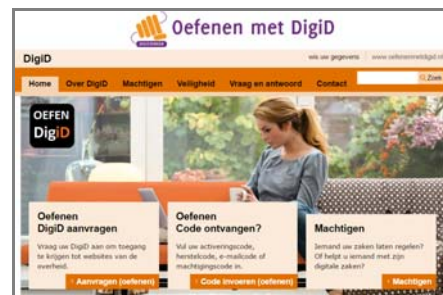 Oefenen met DigiD
DigiD
wis uw gegevens
www.oefenenmetdigid.nl
Home
Over DigiD
Machtigen
Veiligheid
Vraag en antwoord
Contact
Zoek
OEFEN
DigiD
Oefenen
DigiD aanvragen
Vraag uw DigiD aan om toegang
te krijgen tot websites van de
overheid.
Aanvragen (oefenen)
Oefenen
Code ontvangen?
Vul uw activeringscode,
herstelcode, e-mailcode of
machtigingscode in.
Code invoeren (oefenen)
Machtigen
Iemand uw zaken laten regelen?
Of helpt u iemand met zijn
digitale zaken?
Machtigen